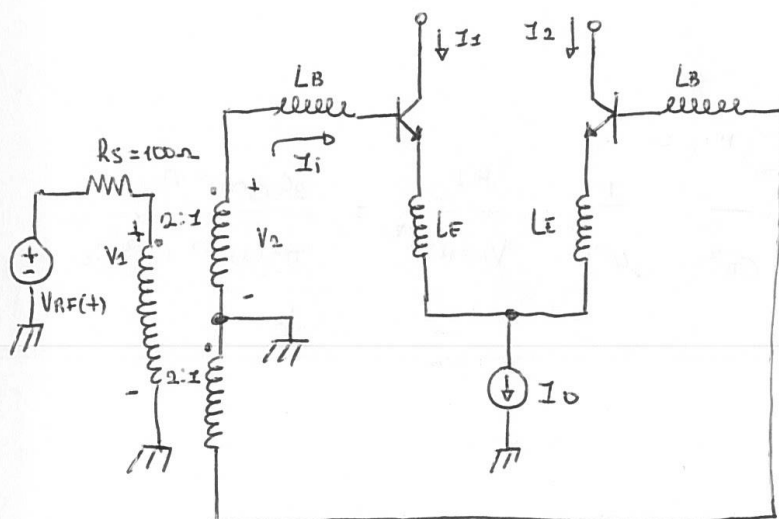 I1
I2
LB
LB
Ii
RS=100Ω
+
2:1
+
V1
V2
LE
LE
+
-
VRF(+)
-
-
2:1
I0